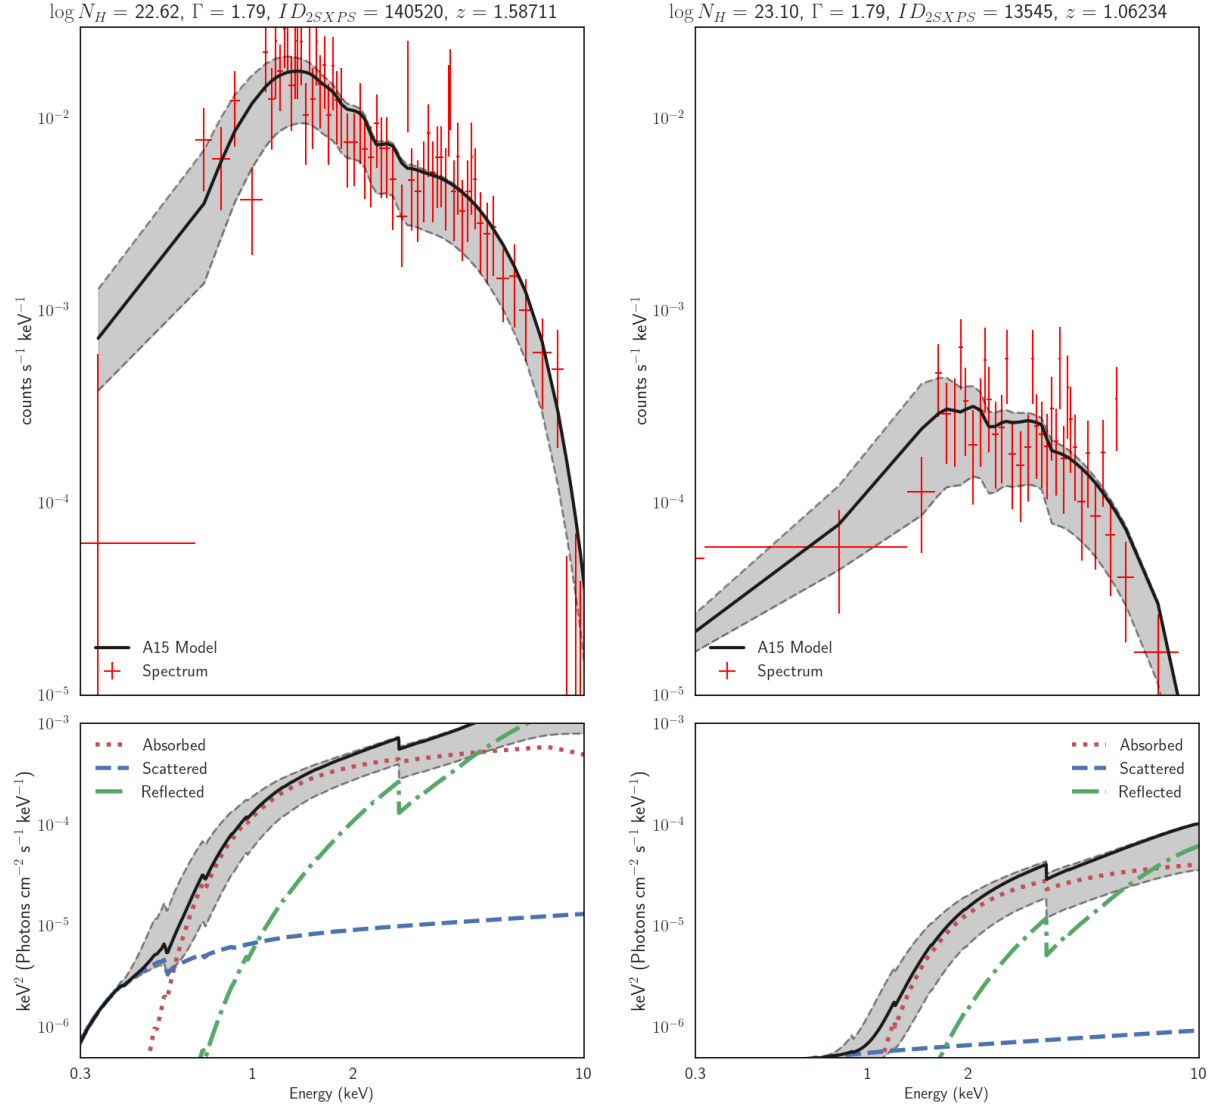 log N_H = 22.62, Γ = 1.79, ID_2SXPS = 140520, z = 1.58711
counts s⁻¹ keV⁻¹
10⁻²
10⁻³
10⁻⁴
10⁻⁵
A15 Model
Spectrum
log N_H = 23.10, Γ = 1.79, ID_2SXPS = 13545, z = 1.06234
counts s⁻¹ keV⁻¹
10⁻²
10⁻³
10⁻⁴
10⁻⁵
A15 Model
Spectrum
keV² (Photons cm⁻² s⁻¹ keV⁻¹)
10⁻³
10⁻⁴
10⁻⁵
10⁻⁶
Absorbed
Scattered
Reflected
0.3 1 2 10
Energy (keV)
keV² (Photons cm⁻² s⁻¹ keV⁻¹)
10⁻³
10⁻⁴
10⁻⁵
10⁻⁶
Absorbed
Scattered
Reflected
0.3 1 2 10
Energy (keV)